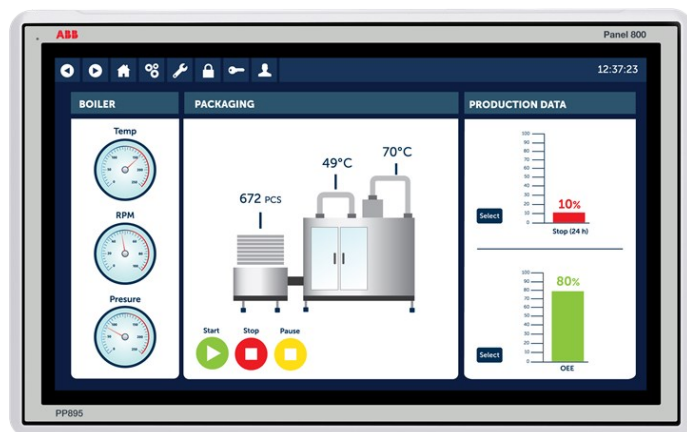 ABB
Panel 800
12:37:23
BOILER
PACKAGING
PRODUCTION DATA
Temp
RPM
Presure
672 PCS
49°C
70°C
Start
Stop
Pause
100
90
80
70
60
50
40
30
20
10
0
10%
Select
Stop (24 h)
100
90
80
70
60
50
40
30
20
10
0
80%
Select
OEE
PP895